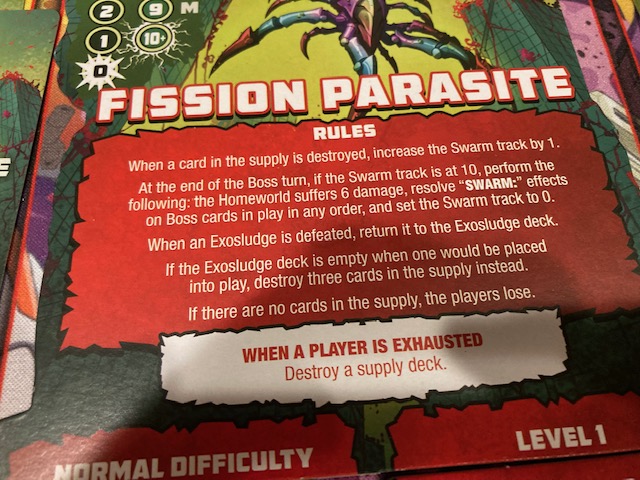 2 9 M
1 10+
0
FISSION PARASITE
RULES
When a card in the supply is destroyed, increase the Swarm track by 1.
At the end of the Boss turn, if the Swarm track is at 10, perform the
following: the Homeworld suffers 6 damage, resolve “SWARM:” effects
on Boss cards in play in any order, and set the Swarm track to 0.
When an Exosludge is defeated, return it to the Exosludge deck.
If the Exosludge deck is empty when one would be placed
into play, destroy three cards in the supply instead.
If there are no cards in the supply, the players lose.
WHEN A PLAYER IS EXHAUSTED
Destroy a supply deck.
NORMAL DIFFICULTY
LEVEL 1
E